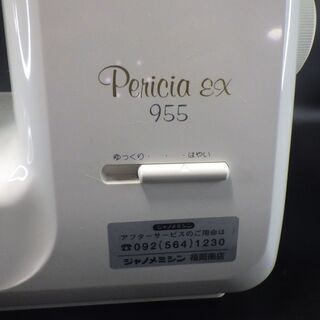 Pericia EX
955
ゆっくり・・・はやい
ジャノメミシン
アフターサービスのご用命は
☎092(564)1230
ジャノメミシン 福岡南店